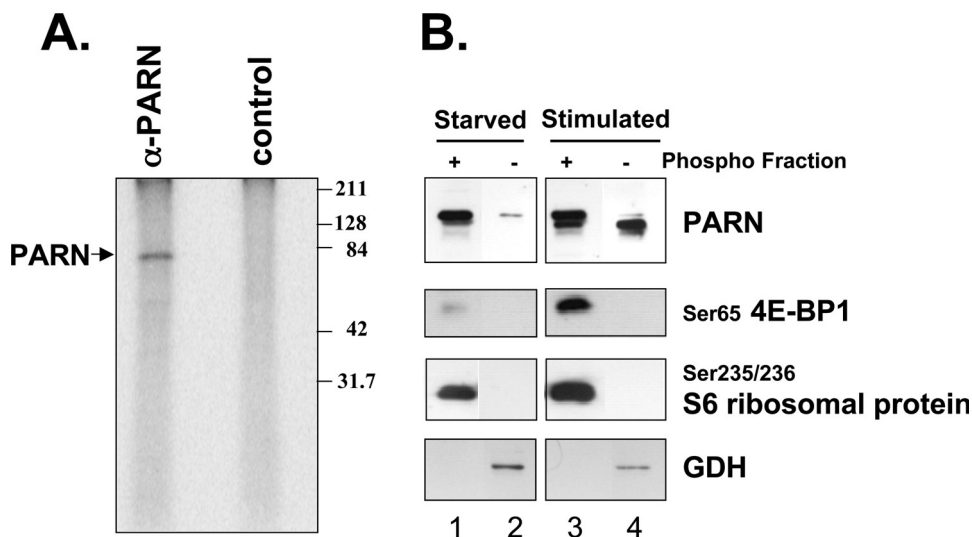 A.
α-PARN
control
211
128
84
42
31.7
PARN
B.
Starved Stimulated
+ - + - Phospho Fraction
PARN
Ser65 4E-BP1
Ser235/236
S6 ribosomal protein
GDH
1 2 3 4